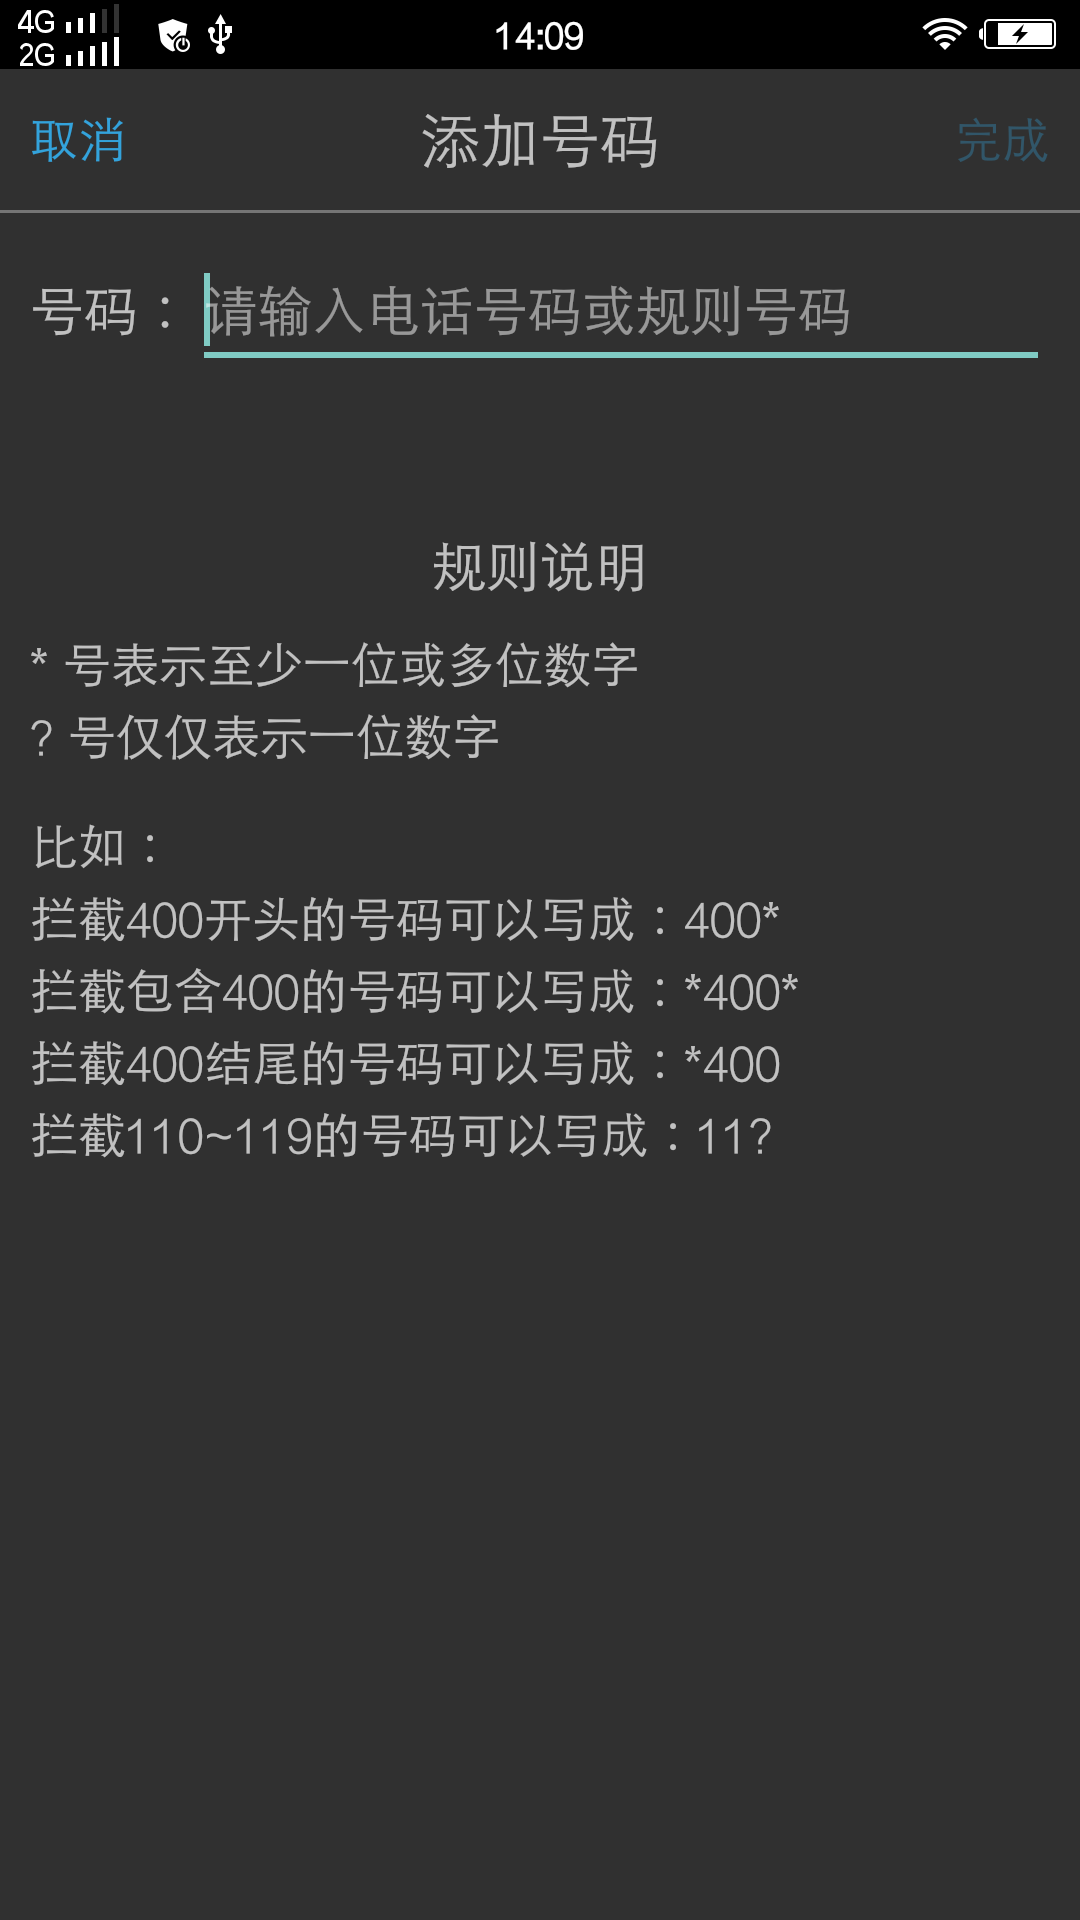 4G
2G
14:09
取消
添加号码
完成
号码：
请输入电话号码或规则号码
规则说明
* 号表示至少一位或多位数字
? 号仅仅表示一位数字
比如：
拦截400开头的号码可以写成：400*
拦截包含400的号码可以写成：*400*
拦截400结尾的号码可以写成：*400
拦截110~119的号码可以写成：11?